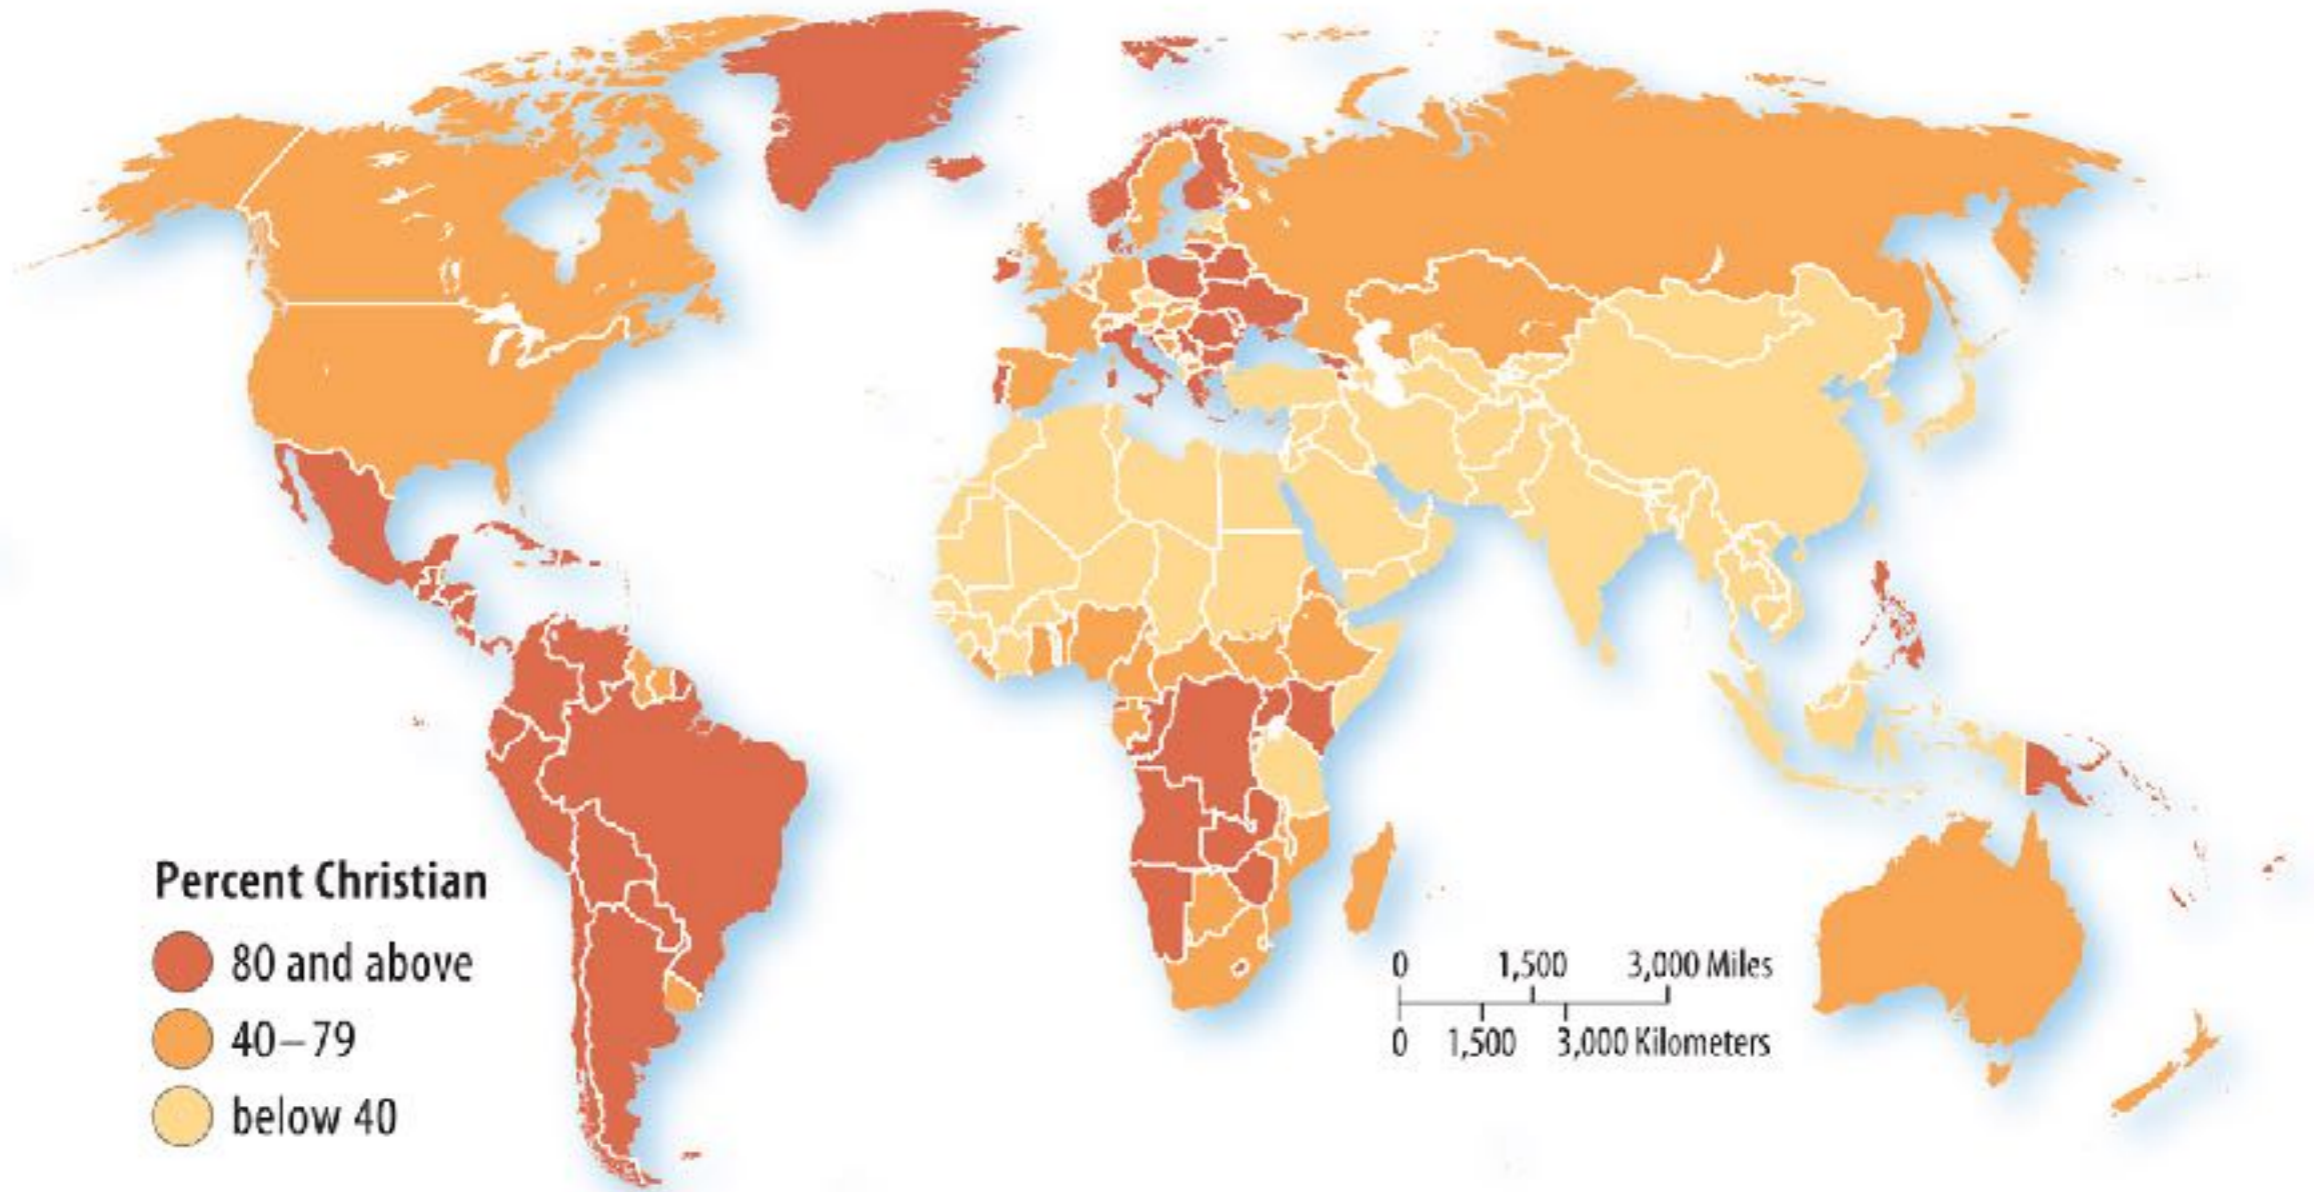 Percent Christian
80 and above
40–79
below 40
0 1,500 3,000 Miles
0 1,500 3,000 Kilometers